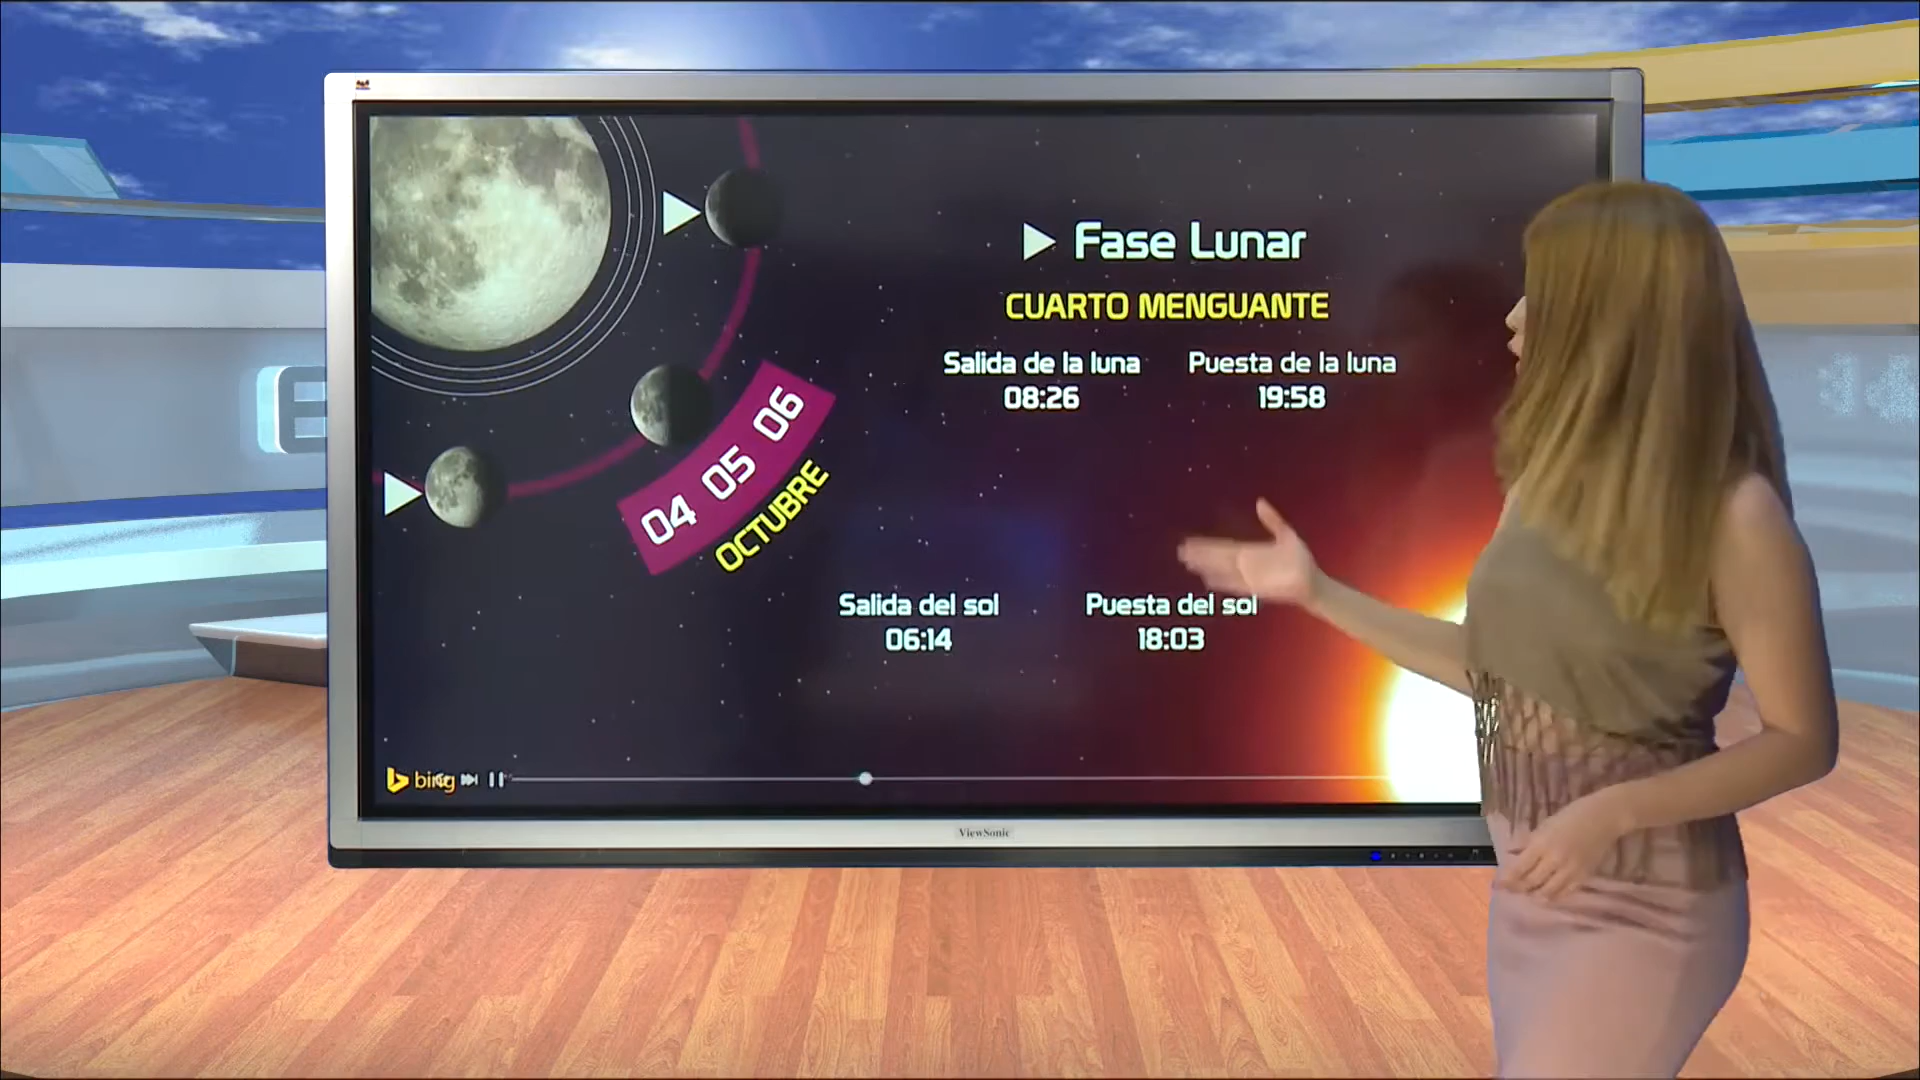 Fase Lunar
CUARTO MENGUANTE
Salida de la luna
08:26
Puesta de la luna
19:58
04 05 06
OCTUBRE
Salida del sol
06:14
Puesta del sol
18:03
bing
ViewSonic